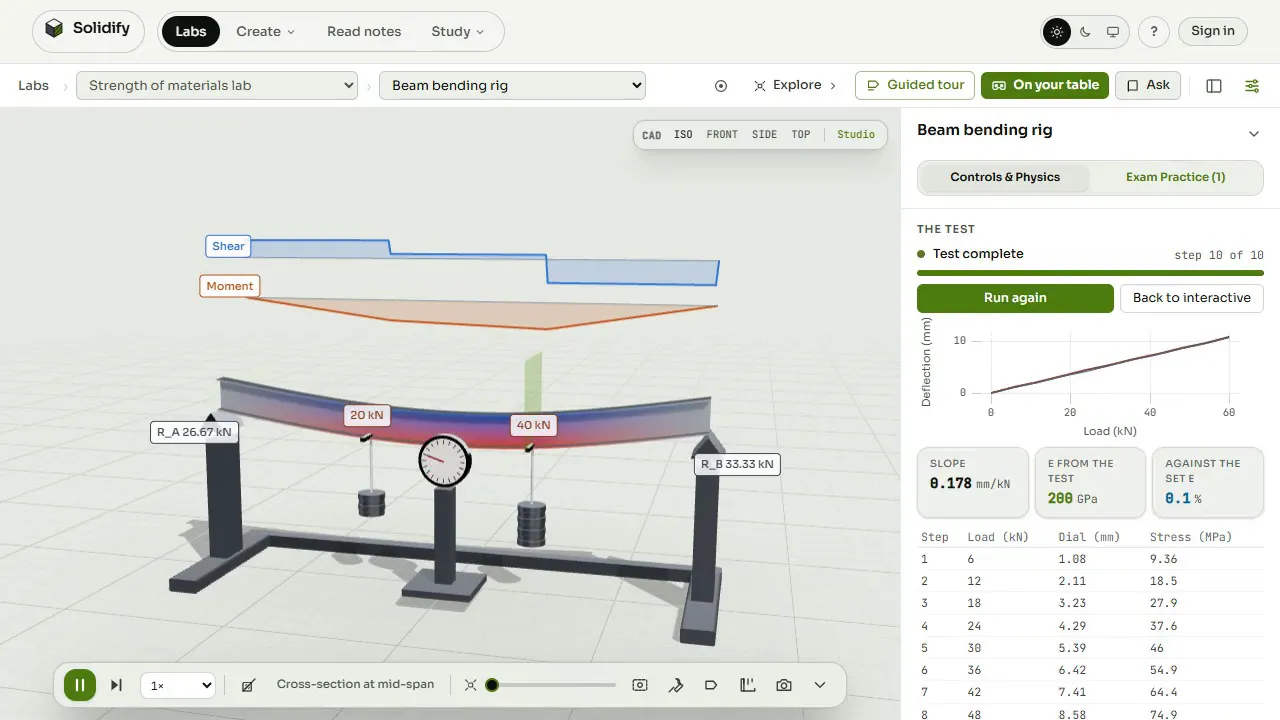 Solidify
Labs
Create
Read notes
Study
?
Sign in
Labs
Strength of materials lab
Beam bending rig
Explore
Guided tour
On your table
Ask
CAD ISO FRONT SIDE TOP Studio
Shear
Moment
20 kN
40 kN
R_A 26.67 kN
R_B 33.33 kN
1×
Cross-section at mid-span
Beam bending rig
Controls & Physics
Exam Practice (1)
THE TEST
Test complete
step 10 of 10
Run again
Back to interactive
Deflection (mm)
10
0
0 20 40 60
Load (kN)
SLOPE
0.178 mm/kN
E FROM THE
TEST
200 GPa
AGAINST THE
SET E
0.1 %
Step Load (kN) Dial (mm) Stress (MPa)
1 6 1.08 9.36
2 12 2.11 18.5
3 18 3.23 27.9
4 24 4.29 37.6
5 30 5.39 46
6 36 6.42 54.9
7 42 7.41 64.4
8 48 8.58 74.9